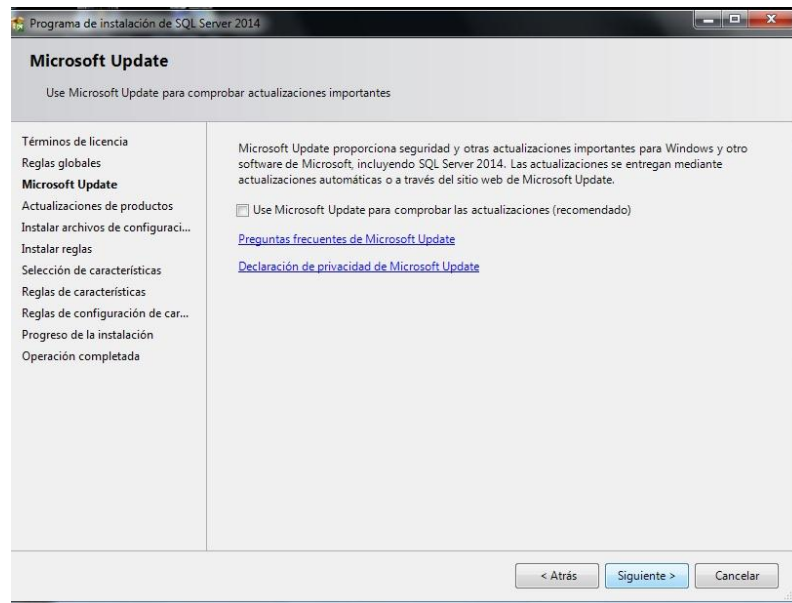 Programa de instalación de SQL Server 2014
Microsoft Update
Use Microsoft Update para comprobar actualizaciones importantes
Términos de licencia
Reglas globales
Microsoft Update
Actualizaciones de productos
Instalar archivos de configuraci...
Instalar reglas
Selección de características
Reglas de características
Reglas de configuración de car...
Progreso de la instalación
Operación completada
Microsoft Update proporciona seguridad y otras actualizaciones importantes para Windows y otro
software de Microsoft, incluyendo SQL Server 2014. Las actualizaciones se entregan mediante
actualizaciones automáticas o a través del sitio web de Microsoft Update.
Use Microsoft Update para comprobar las actualizaciones (recomendado)
Preguntas frecuentes de Microsoft Update
Declaración de privacidad de Microsoft Update
< Atrás
Siguiente >
Cancelar